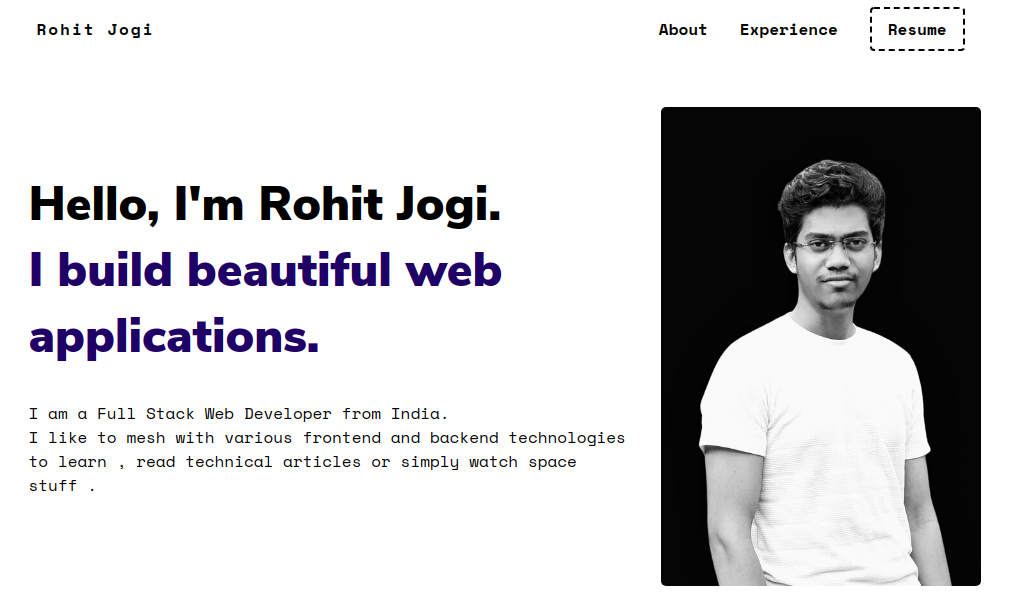 Rohit Jogi
About Experience Resume
Hello, I'm Rohit Jogi.
I build beautiful web
applications.
I am a Full Stack Web Developer from India.
I like to mesh with various frontend and backend technologies
to learn , read technical articles or simply watch space
stuff .